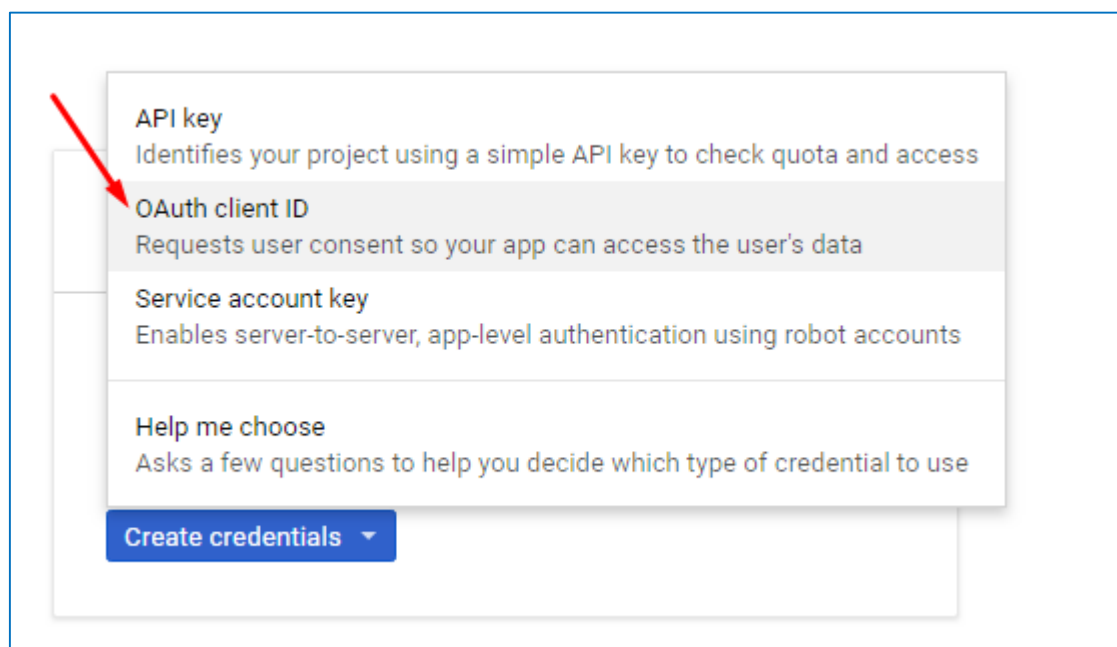 API key
Identifies your project using a simple API key to check quota and access
OAuth client ID
Requests user consent so your app can access the user's data
Service account key
Enables server-to-server, app-level authentication using robot accounts
Help me choose
Asks a few questions to help you decide which type of credential to use
Create credentials